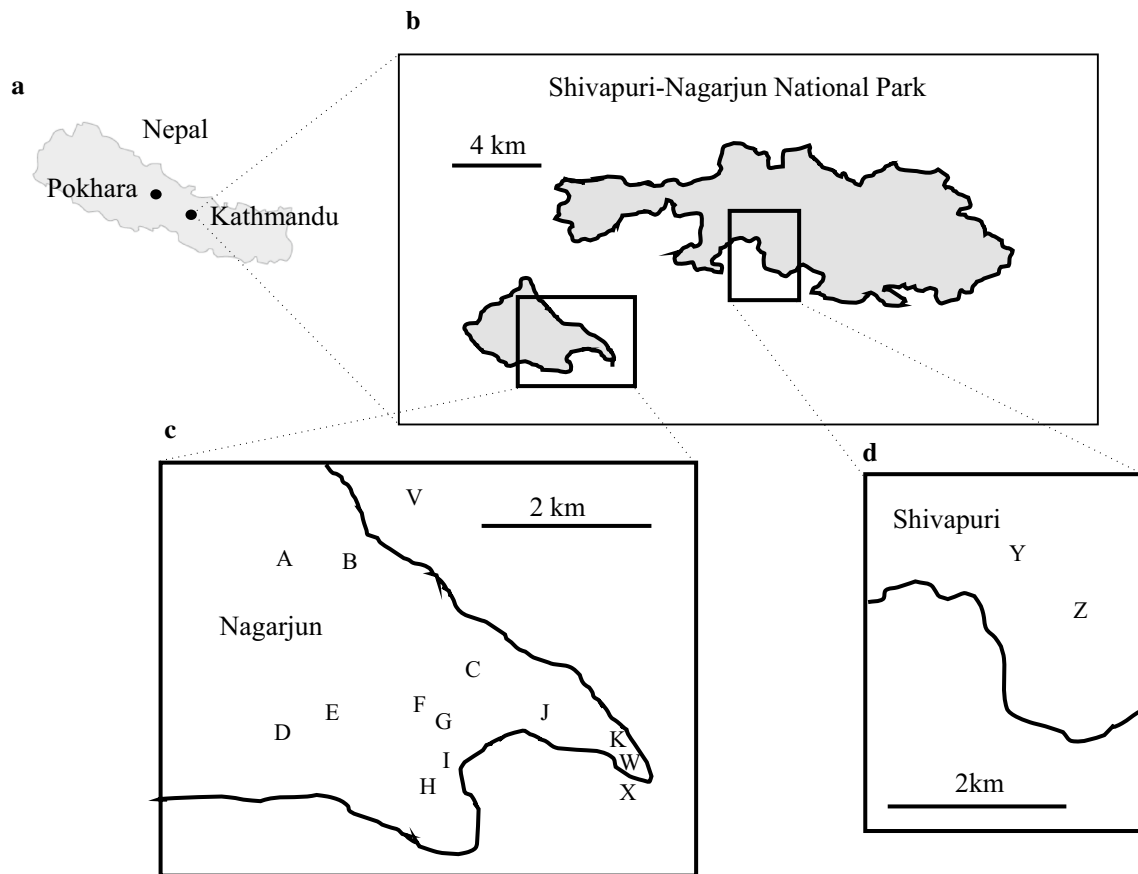 b
a
Shivapuri-Nagarjun National Park
Nepal
4 km
Pokhara
Kathmandu
c
d
V
2 km
Shivapuri
A
B
Y
Z
Nagarjun
C
F
E
J
G
D
K
I
W
H
X
2km